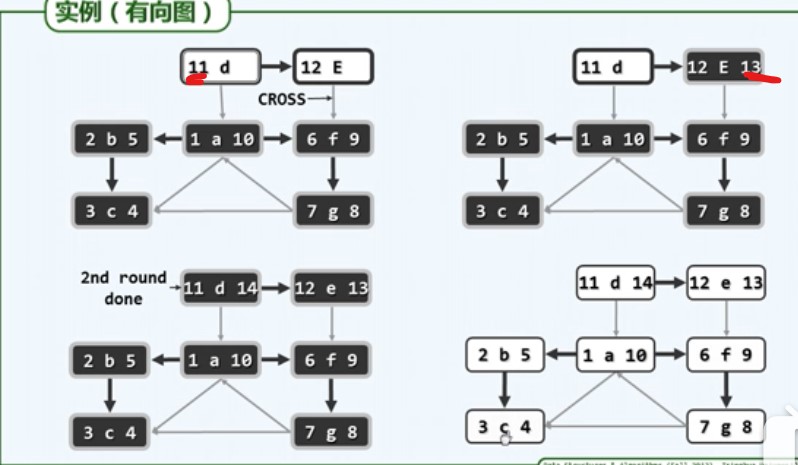 实例（有向图）
11 d
12 E
CROSS
2 b 5
1 a 10
6 f 9
3 c 4
7 g 8
11 d
12 E 13
2 b 5
1 a 10
6 f 9
3 c 4
7 g 8
2nd round
done
11 d 14
12 e 13
2 b 5
1 a 10
6 f 9
3 c 4
7 g 8
11 d 14
12 e 13
2 b 5
1 a 10
6 f 9
3 c 4
7 g 8